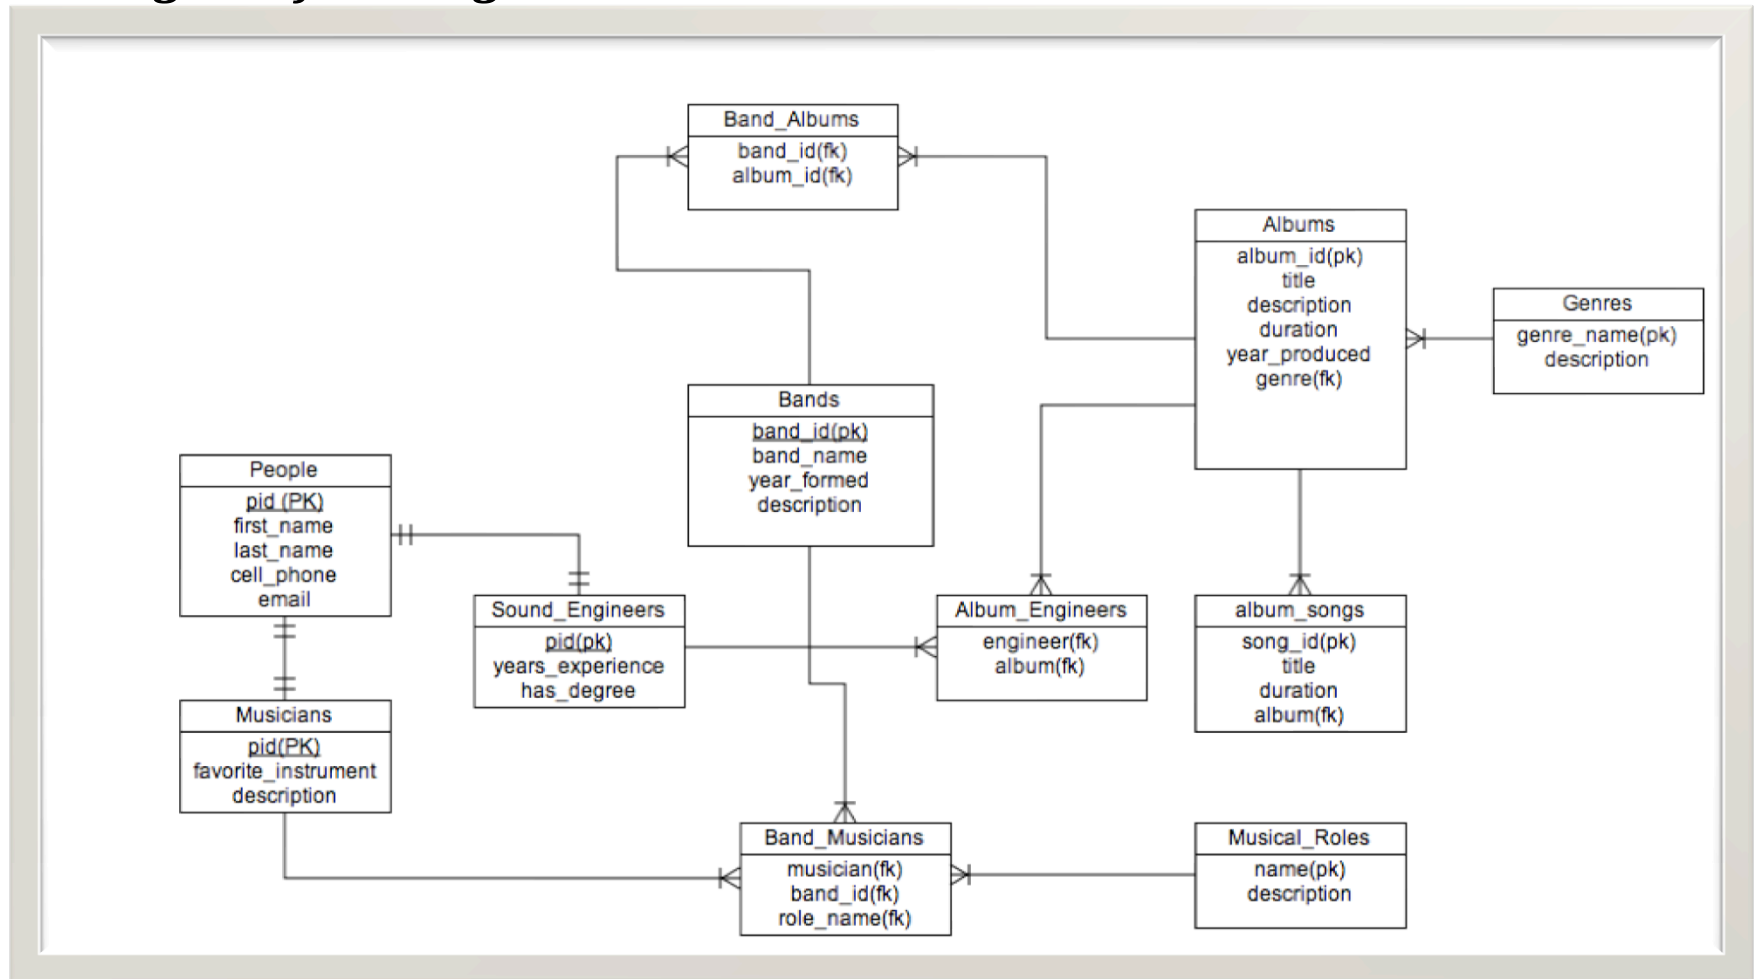 Band_Albums
band_id(fk)
album_id(fk)
Albums
album_id(pk)
title
description
duration
year_produced
genre(fk)
Genres
genre_name(pk)
description
Bands
band_id(pk)
band_name
year_formed
description
People
pid (PK)
first_name
last_name
cell_phone
email
Sound_Engineers
pid(pk)
years_experience
has_degree
Album_Engineers
engineer(fk)
album(fk)
album_songs
song_id(pk)
title
duration
album(fk)
Musicians
pid(PK)
favorite_instrument
description
Band_Musicians
musician(fk)
band_id(fk)
role_name(fk)
Musical_Roles
name(pk)
description